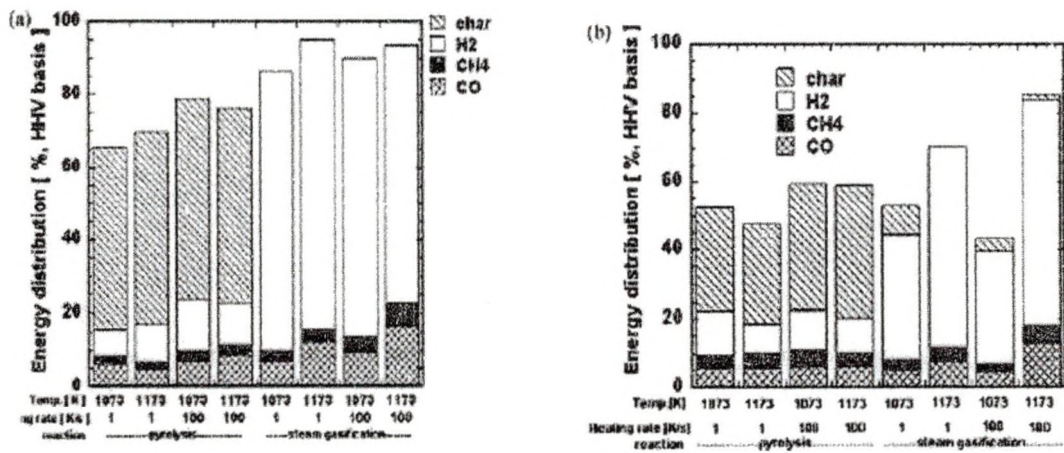 (a)
Energy distribution [ %, HHV basis ]
100
80
60
40
20
0
char
H2
CH4
CO
Temp.[K] 1073 1173 1073 1173 1073 1173 1073 1173
ng rate [K/s] 1 1 100 100 1 1 100 100
reaction pyrolysis steam gasification
(b)
Energy distribution [ %, HHV basis ]
100
80
60
40
20
0
char
H2
CH4
CO
Temp.[K] 1073 1173 1073 1173 1073 1173 1073 1173
Heating rate [K/s] 1 1 100 100 1 1 100 100
reaction pyrolysis steam gasification